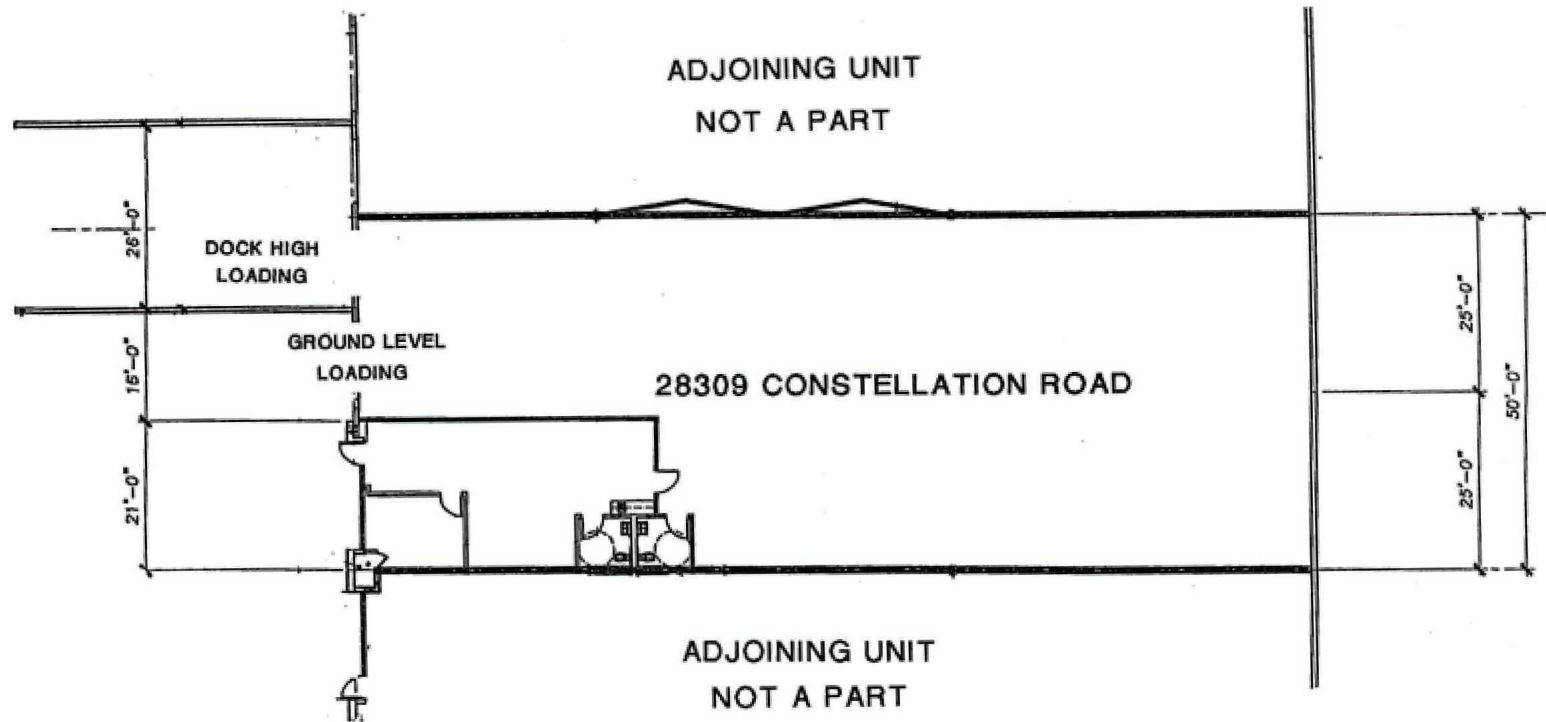 ADJOINING UNIT
NOT A PART
26'-0"
DOCK HIGH
LOADING
GROUND LEVEL
LOADING
16'-0"
28309 CONSTELLATION ROAD
25'-0"
50'-0"
21'-0"
25'-0"
ADJOINING UNIT
NOT A PART